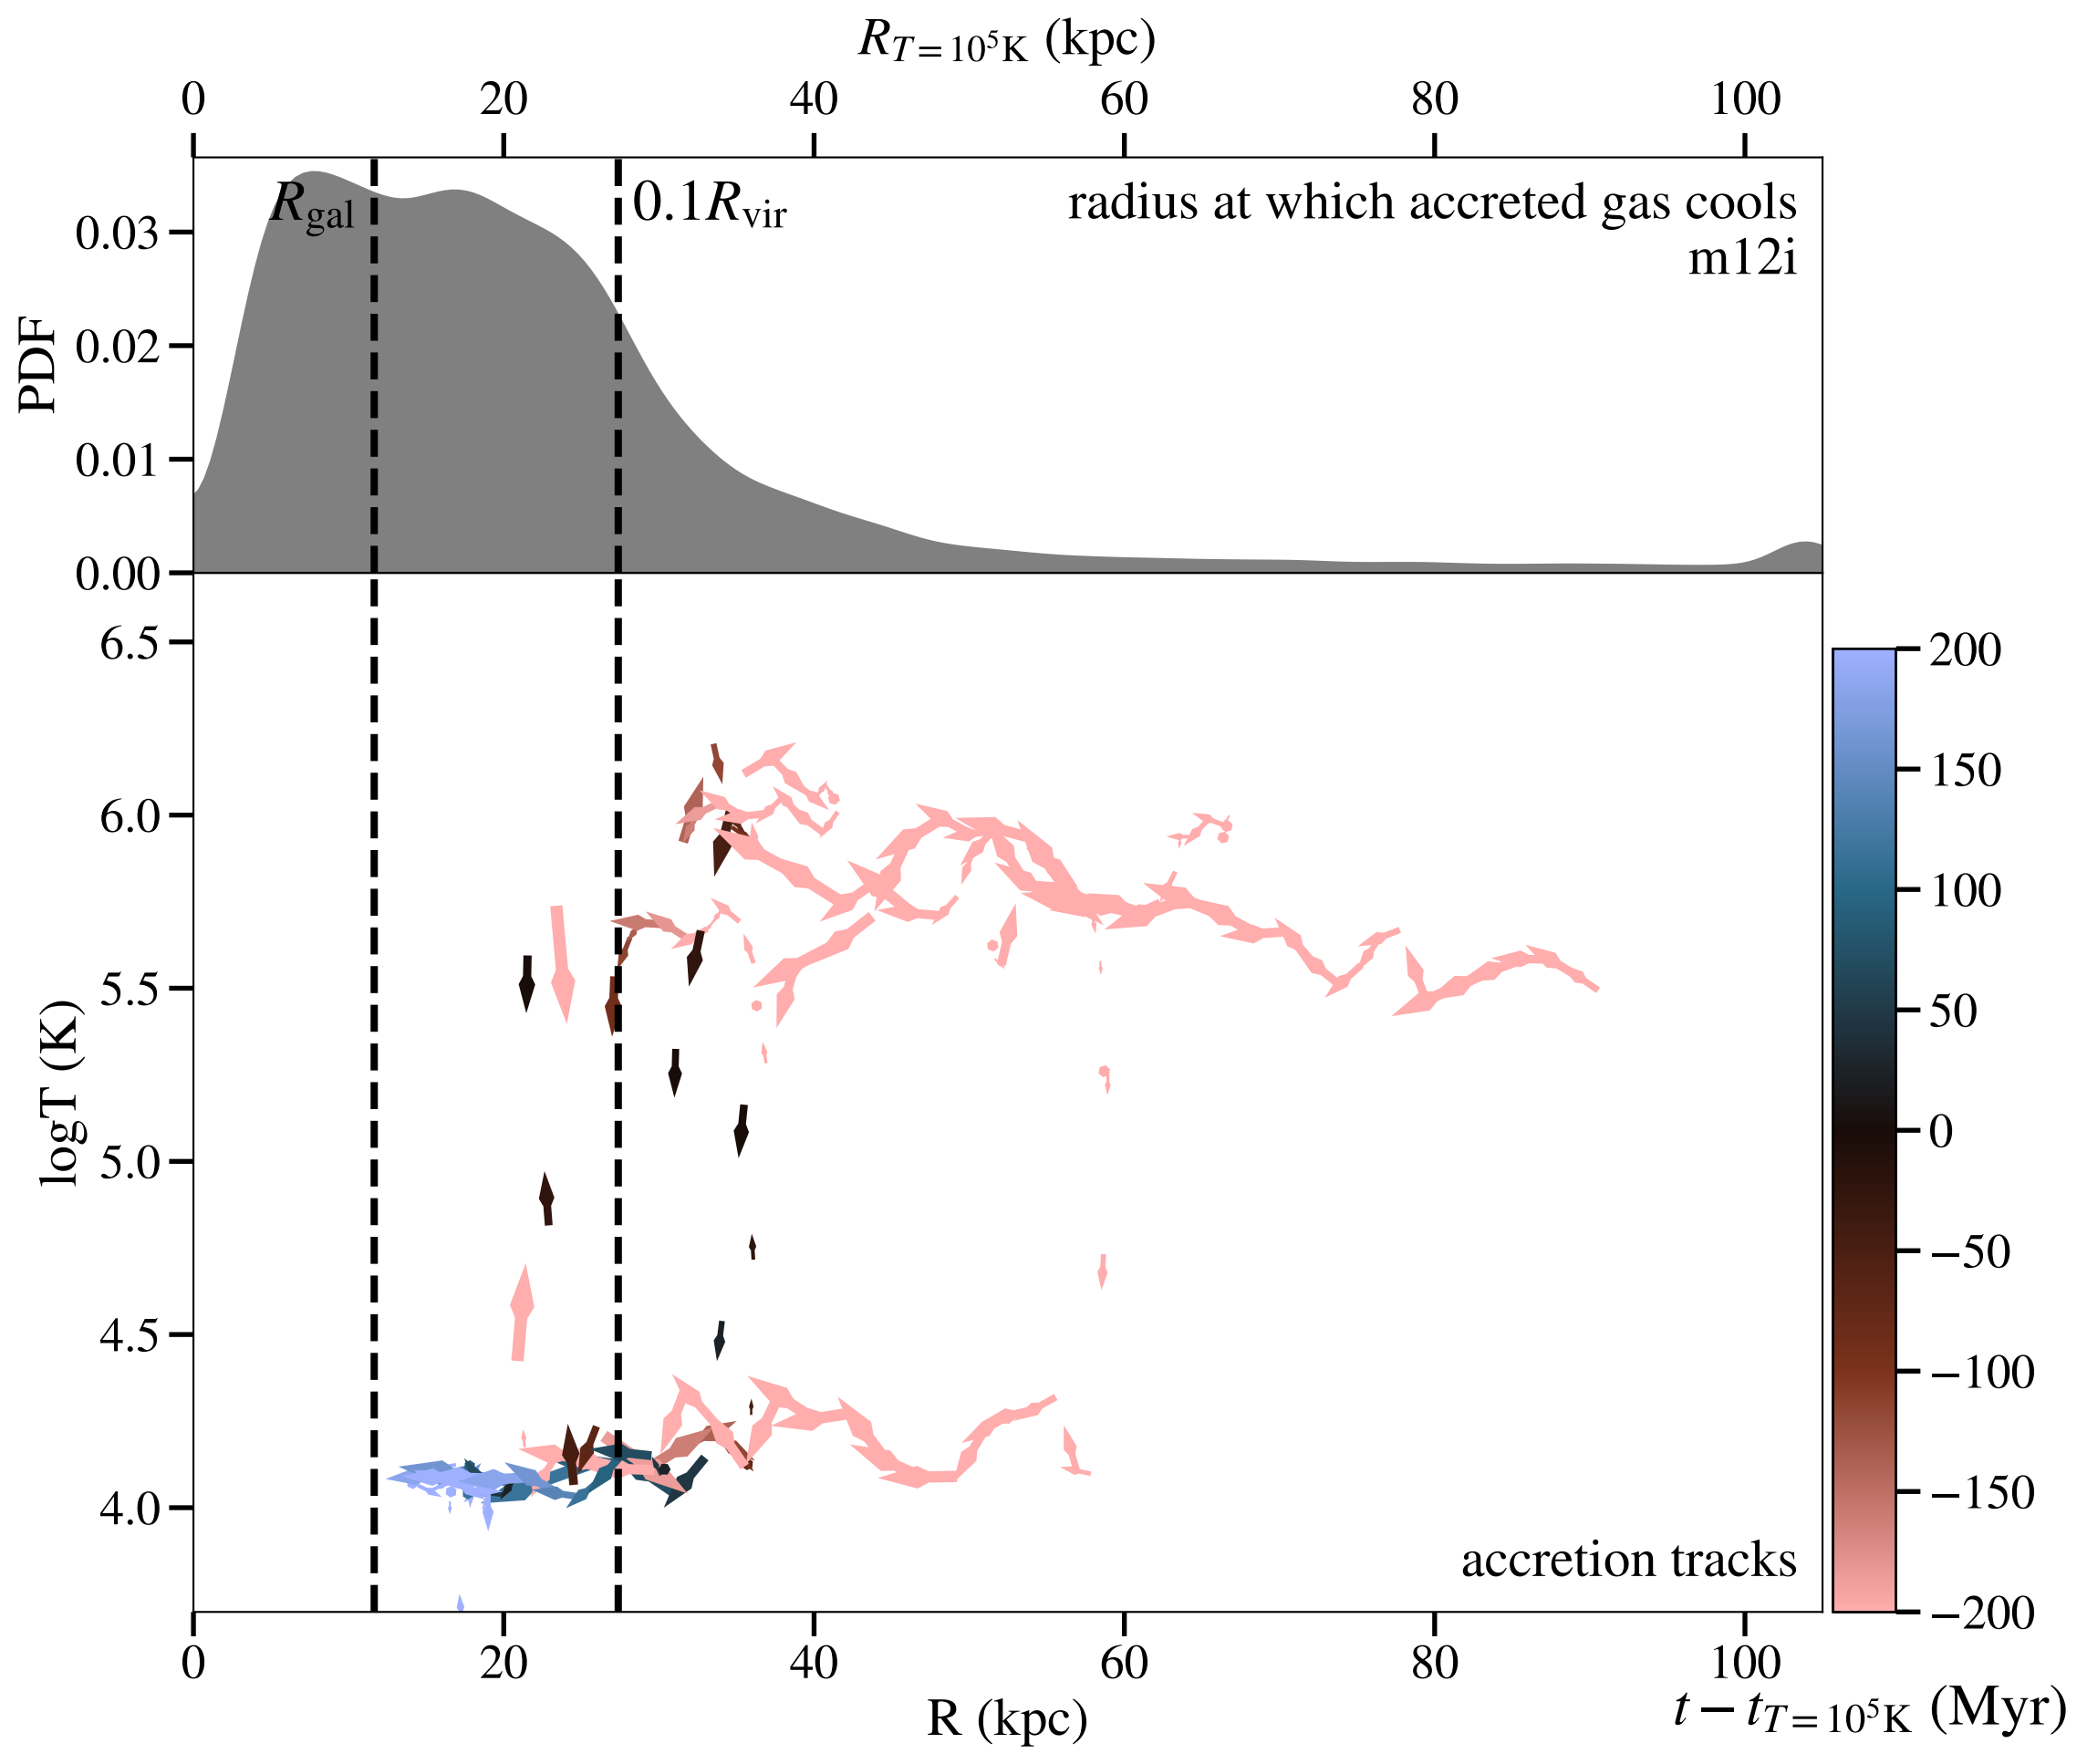 R_{T=10^5K} (kpc)
0 20 40 60 80 100
R_gal 0.1R_vir radius at which accreted gas cools
m12i
PDF
0.03
0.02
0.01
0.00
logT (K)
6.5
6.0
5.5
5.0
4.5
4.0
accretion tracks
0 20 40 60 80 100
R (kpc)
200
150
100
50
0
−50
−100
−150
−200
t − t_{T=10^5K} (Myr)